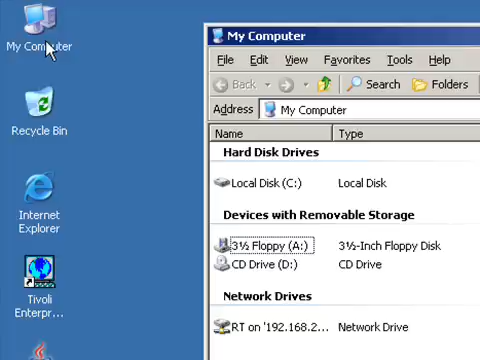 My Computer
Recycle Bin
Internet
Explorer
Tivoli
Enterpr...
My Computer
File Edit View Favorites Tools Help
Back Search Folders
Address My Computer
Name Type
Hard Disk Drives
Local Disk (C:) Local Disk
Devices with Removable Storage
3½ Floppy (A:) 3½-Inch Floppy Disk
CD Drive (D:) CD Drive
Network Drives
RT on '192.168.2... Network Drive